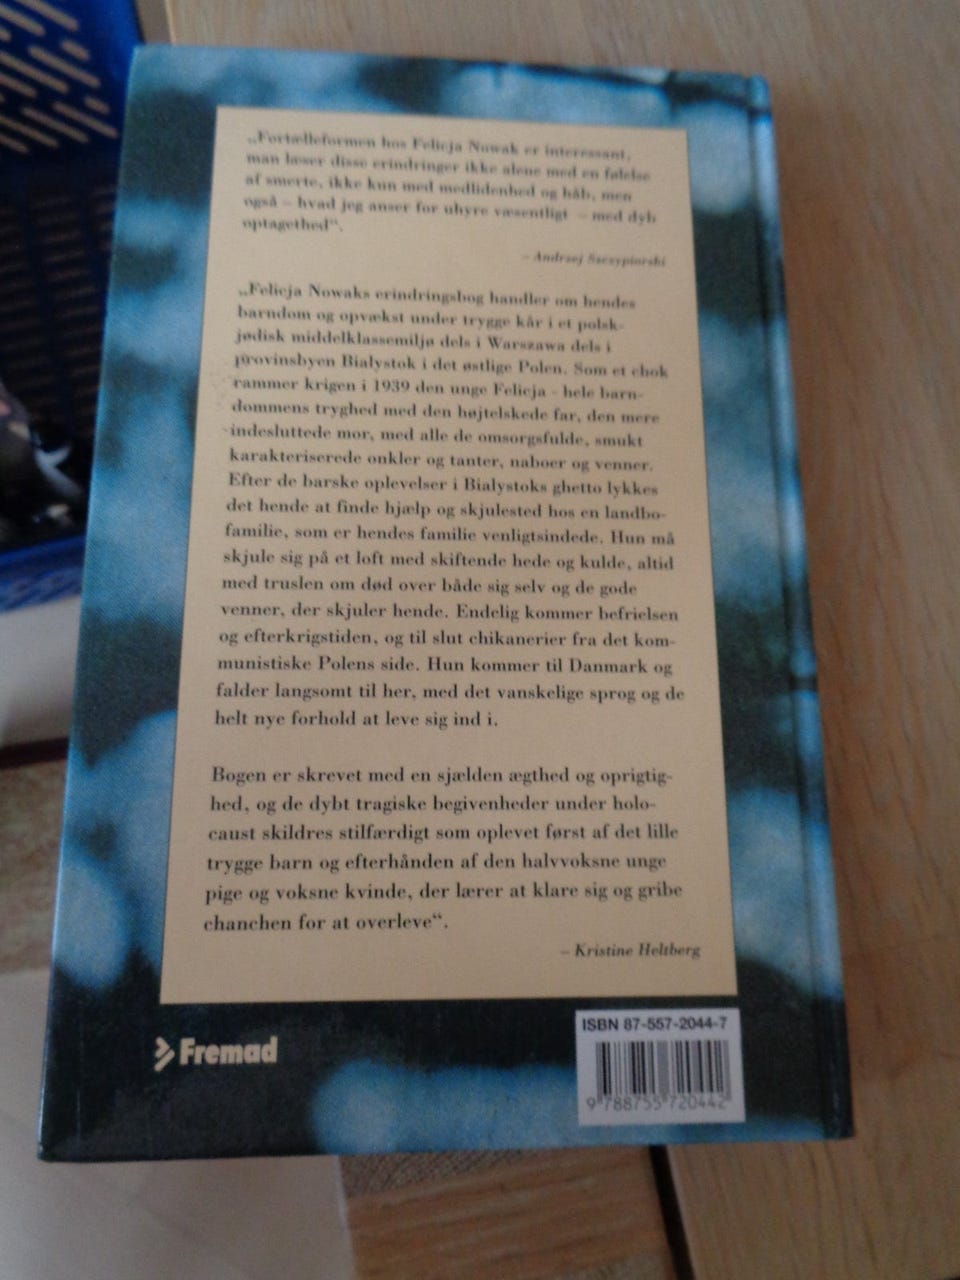 „Fortælleformen hos Felicja Nowak er interessant,
man læser disse erindringer ikke alene med en følelse
af smerte, ikke kun med medlidenhed og håb, men
også – hvad jeg anser for uhyre væsentligt – med dyb
optagethed“.
– Andrzej Szczypiorski
„Felicja Nowaks erindringsbog handler om hendes
barndom og opvækst under trygge kår i et polsk-
jødisk middelklassemiljø dels i Warszawa dels i
provinsbyen Bialystok i det østlige Polen. Som et chok
rammer krigen i 1939 den unge Felicja - hele barn-
dommens tryghed med den højtelskede far, den mere
indesluttede mor, med alle de omsorgsfulde, smukt
karakteriserede onkler og tanter, naboer og venner.
Efter de barske oplevelser i Bialystoks ghetto lykkes
det hende at finde hjælp og skjulested hos en landbo-
familie, som er hendes familie venligtsindede. Hun må
skjule sig på et loft med skiftende hede og kulde, altid
med truslen om død over både sig selv og de gode
venner, der skjuler hende. Endelig kommer befrielsen
og efterkrigstiden, og til slut chikanerier fra det kom-
munistiske Polens side. Hun kommer til Danmark og
falder langsomt til her, med det vanskelige sprog og de
helt nye forhold at leve sig ind i.
Bogen er skrevet med en sjælden ægthed og oprigtig-
hed, og de dybt tragiske begivenheder under holo-
caust skildres stilfærdigt som oplevet først af det lille
trygge barn og efterhånden af den halvvoksne unge
pige og voksne kvinde, der lærer at klare sig og gribe
chanchen for at overleve“.
– Kristine Heltberg
Fremad
ISBN 87-557-2044-7
9 788755 720442